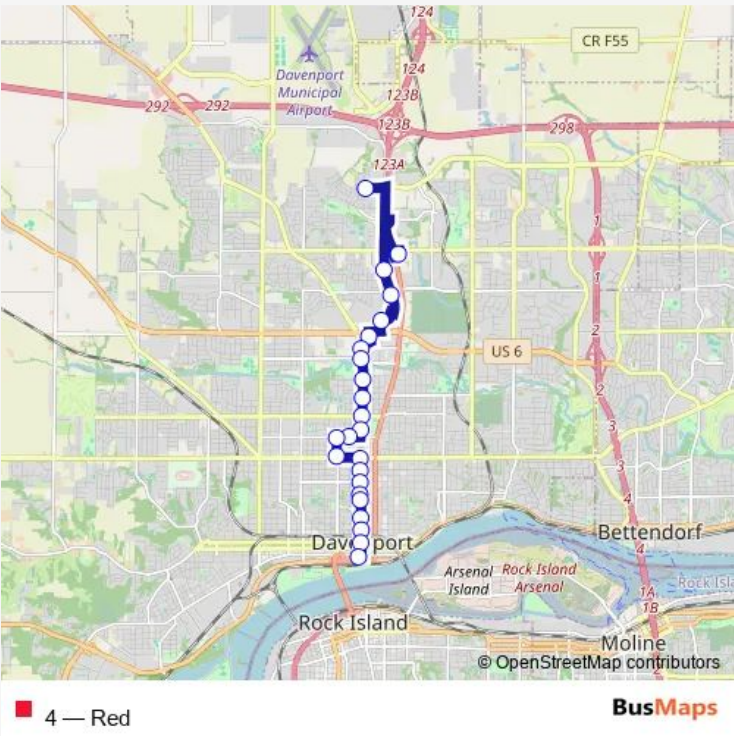 124
CR F55
124
Davenport
Municipal
Airport
123B
292
292
123B
298
123A
1
1
2
US 6
2
3
3
4
Davenport
Bettendorf
4
Arsenal
Island
Rock Island
Arsenal
Rock Isla
1A
1B
Rock Island
Moline
2
© OpenStreetMap contributors
4 — Red
BusMaps